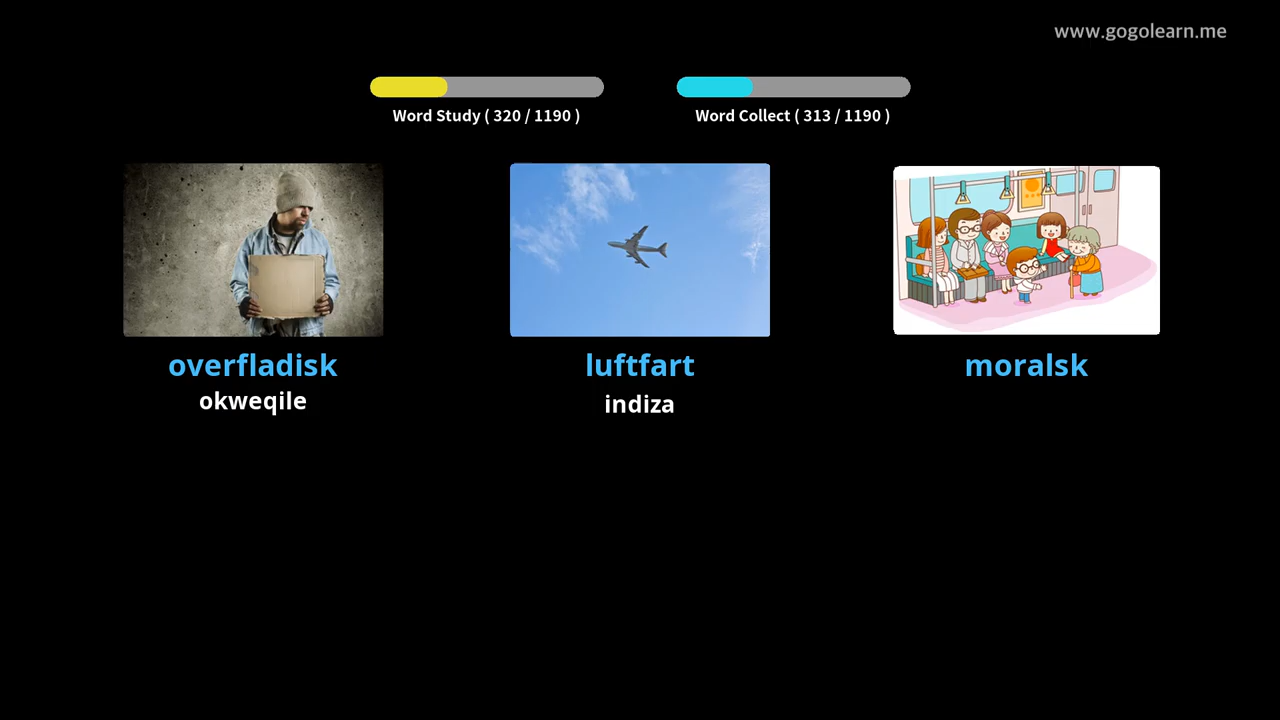 www.gogolearn.me
Word Study ( 320 / 1190 )
Word Collect ( 313 / 1190 )
overfladisk
okweqile
luftfart
indiza
moralsk